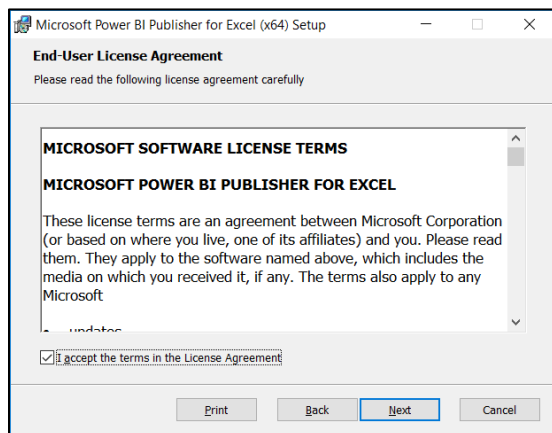 Microsoft Power BI Publisher for Excel (x64) Setup
End-User License Agreement
Please read the following license agreement carefully
MICROSOFT SOFTWARE LICENSE TERMS
MICROSOFT POWER BI PUBLISHER FOR EXCEL
These license terms are an agreement between Microsoft Corporation
(or based on where you live, one of its affiliates) and you. Please read
them. They apply to the software named above, which includes the
media on which you received it, if any. The terms also apply to any
Microsoft
• updates
I accept the terms in the License Agreement
Print Back Next Cancel